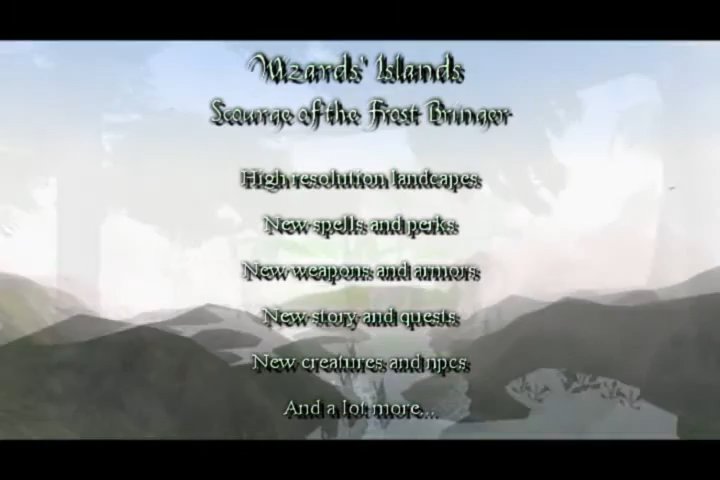 Wizards' Islands
Scourge of the Frost Bringer
High resolution landcapes
New spells and perks
New weapons and armors
New story and quests
New creatures and npcs
And a lot more...